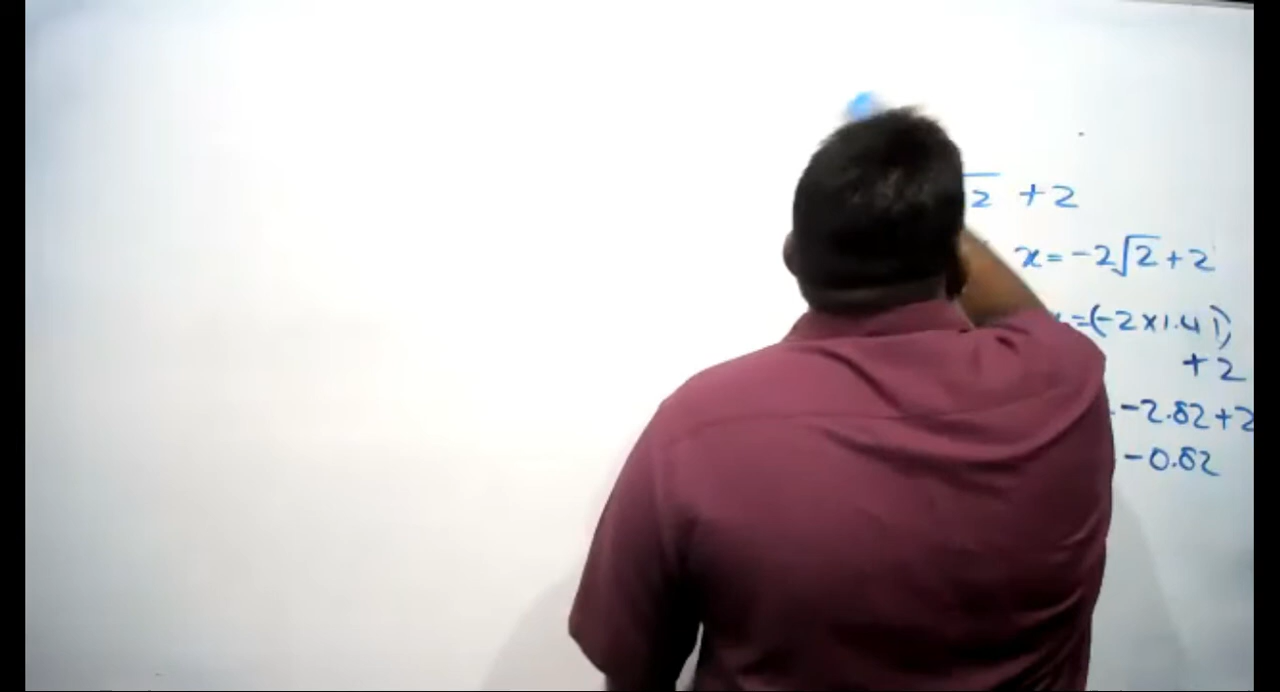 √2 + 2
x = -2√2 + 2
= (-2 × 1.41)
+ 2
-2.82 + 2
-0.82